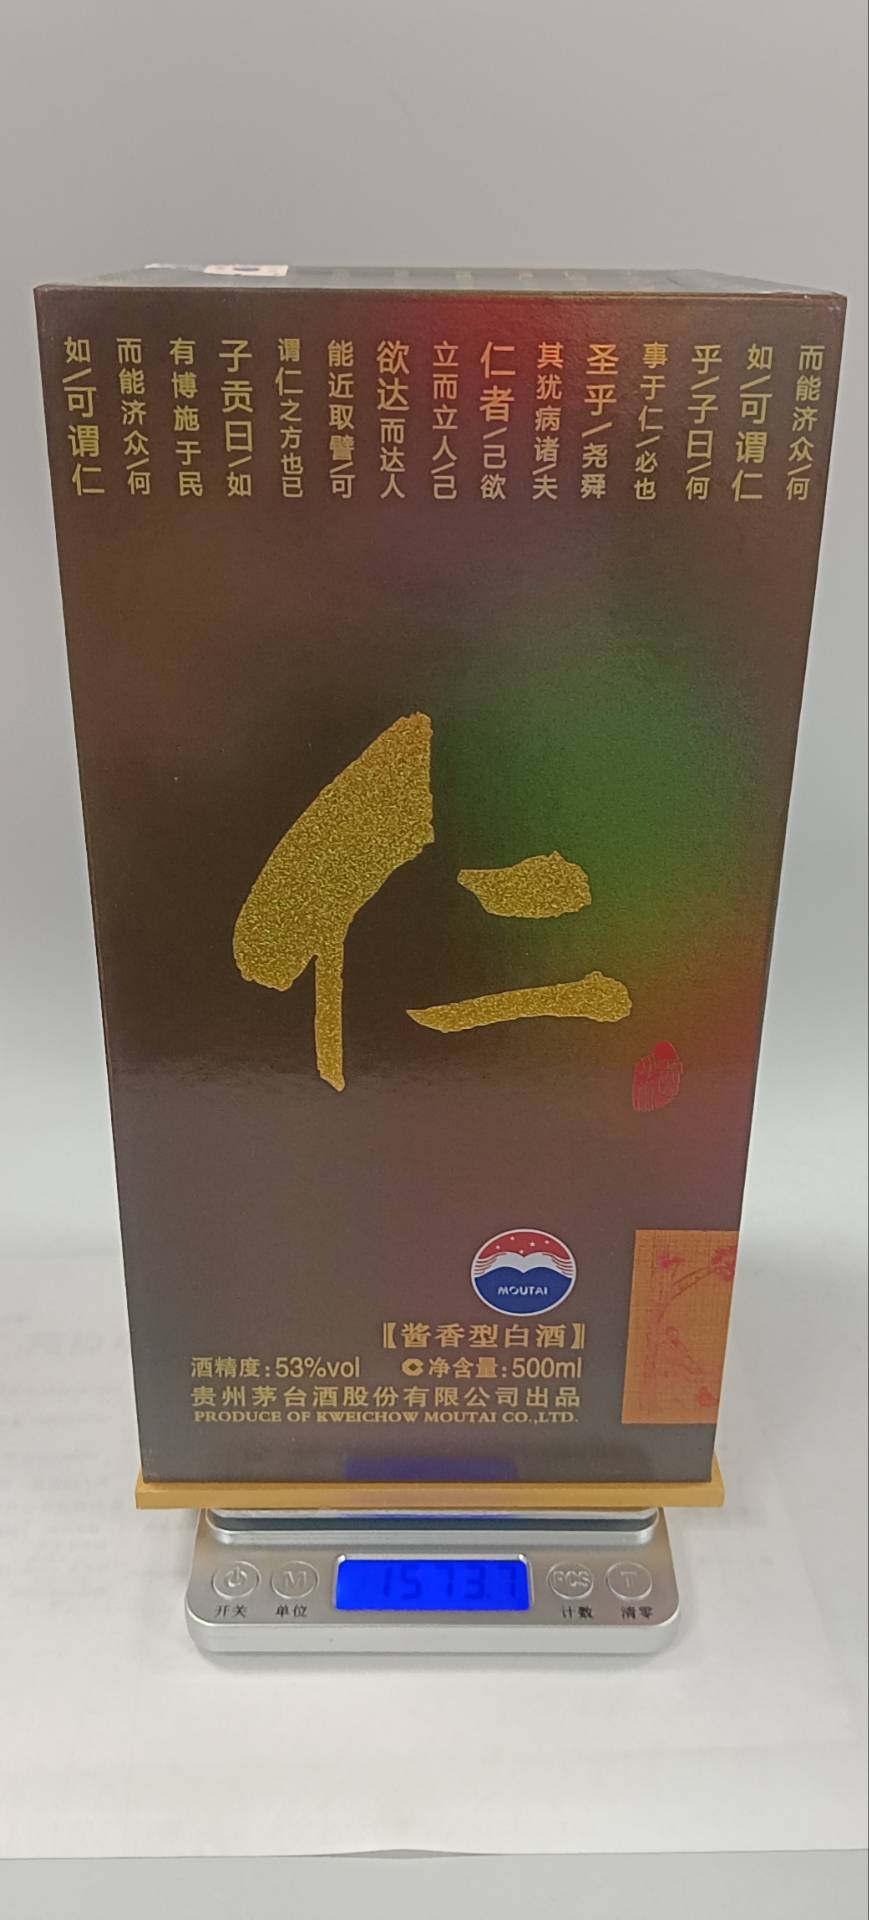 而能济众\何
如\可谓仁
乎\子曰\何
事于仁\必也
圣乎/尧舜
其犹病诸\夫
仁者\己欲
立而立人\己
欲达而达人
能近取譬\可
谓仁之方也已
子贡曰\如
有博施于民
而能济众\何
如\可谓仁
仁
酒
MOUTAI
【酱香型白酒】
酒精度:53%vol 净含量:500ml
贵州茅台酒股份有限公司出品
PRODUCE OF KWEICHOW MOUTAI CO.,LTD.
M 1573.7 PCS T
开关 单位 计数 清零